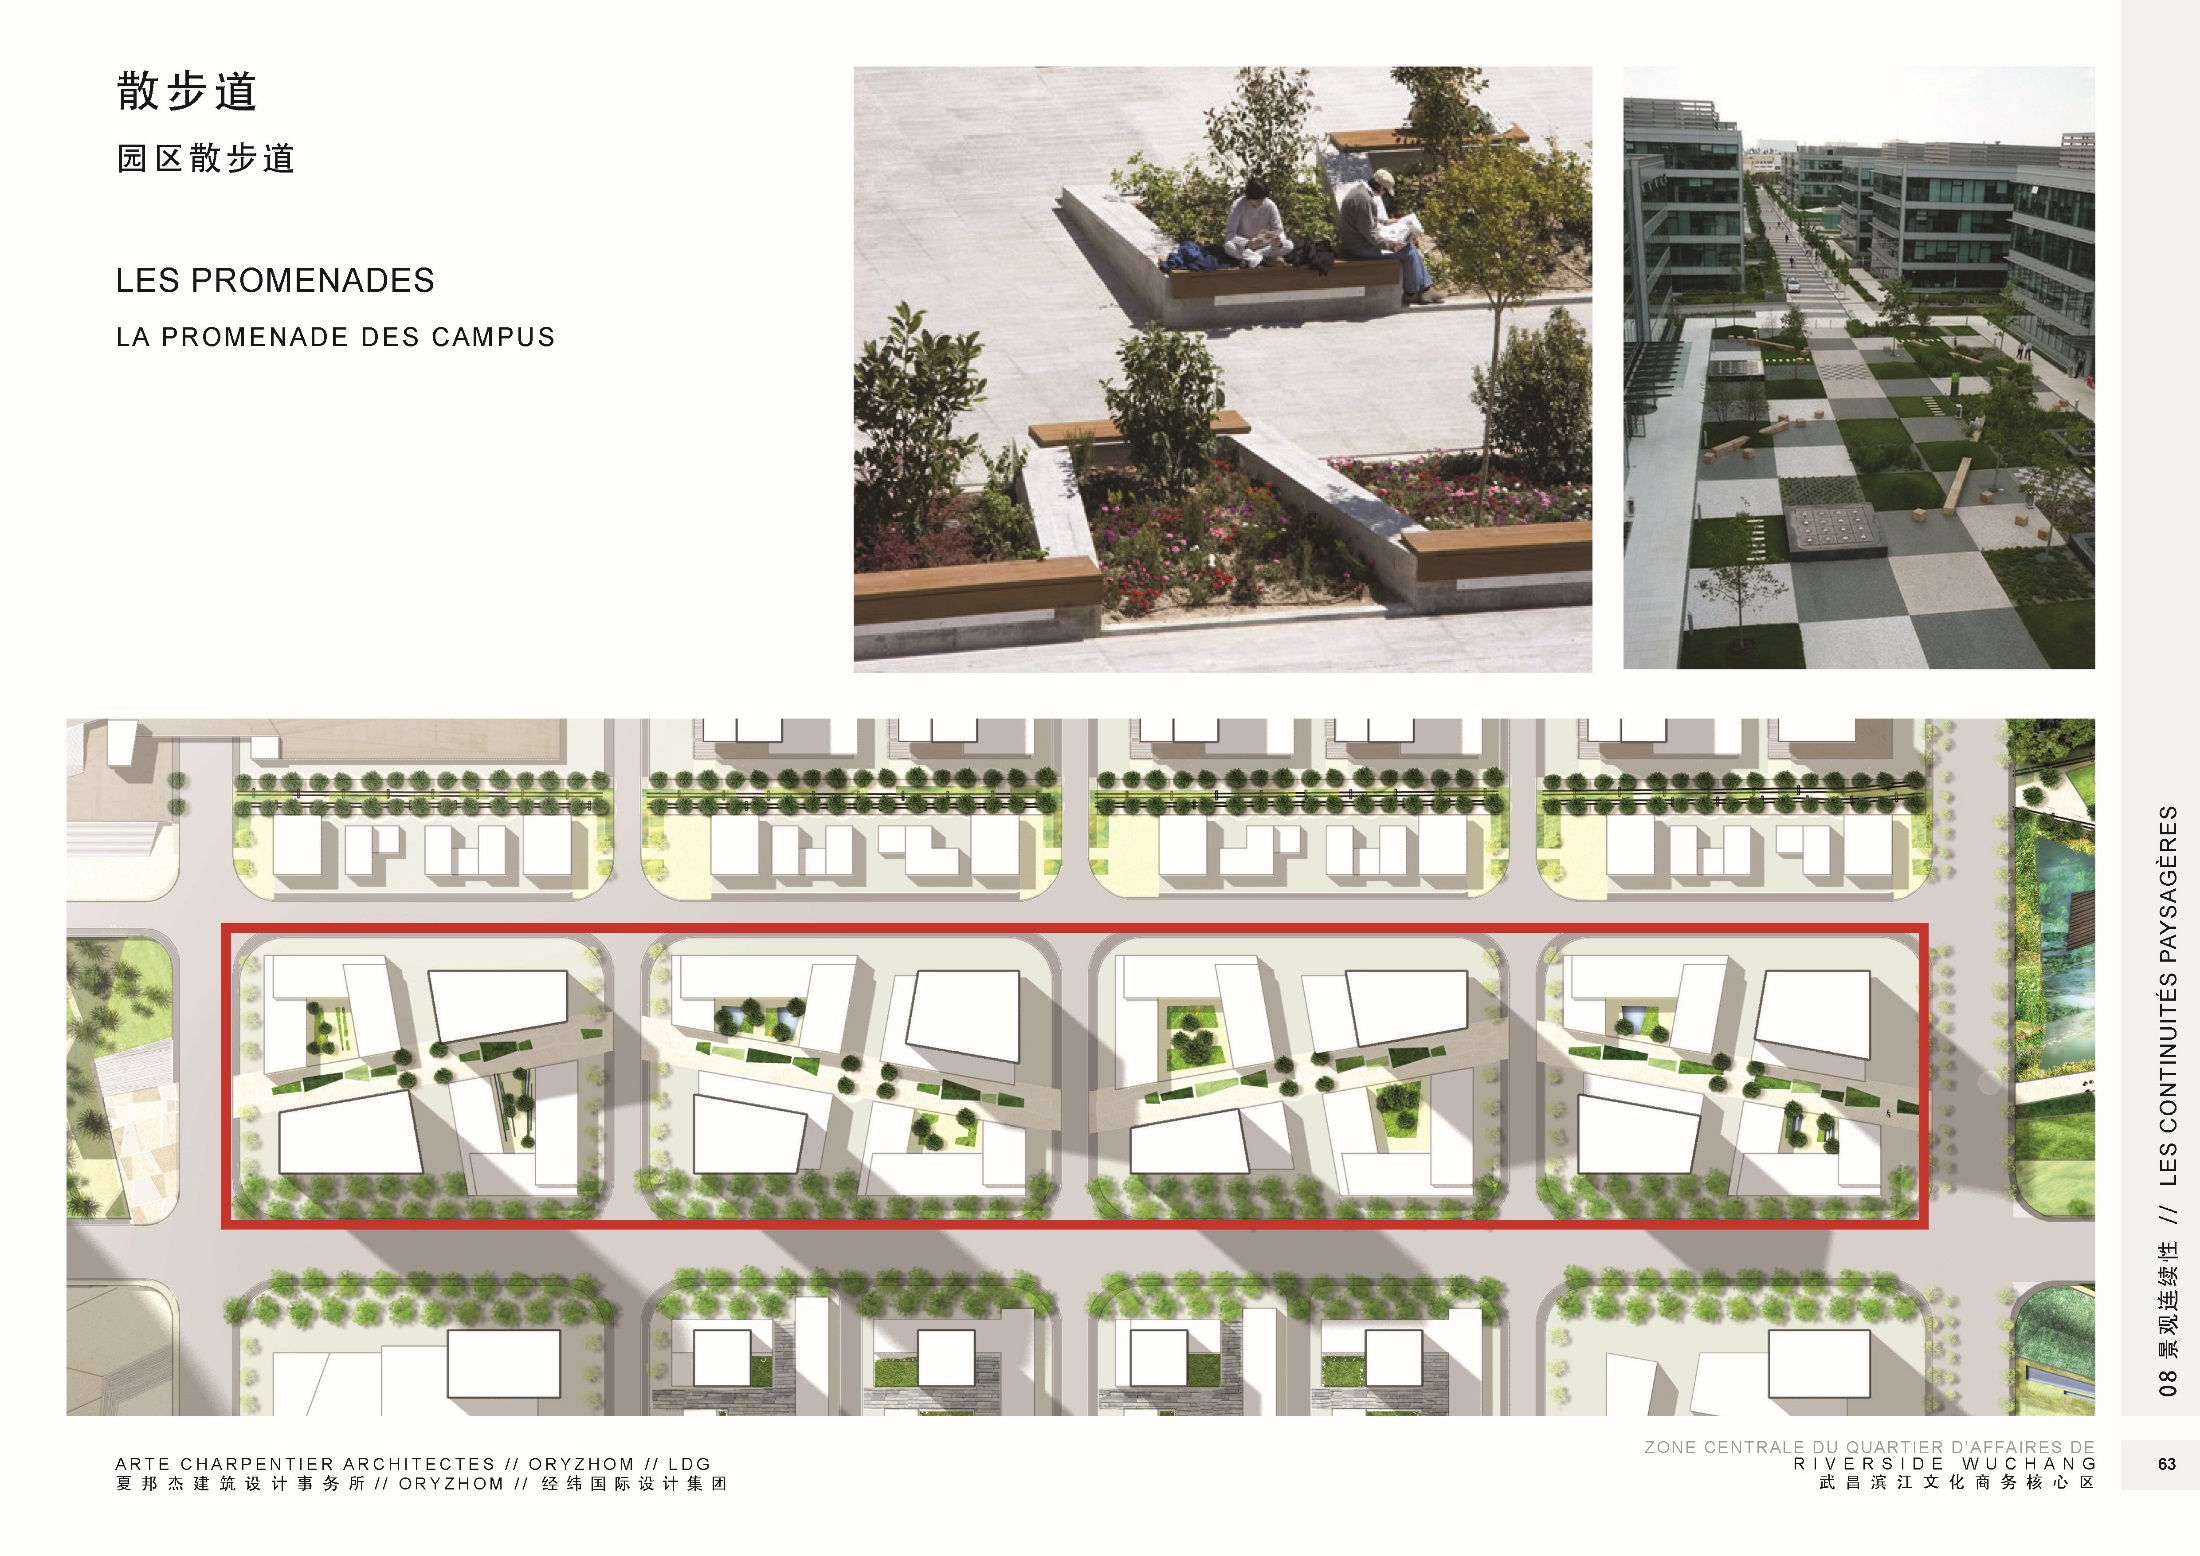 散步道
园区散步道
LES PROMENADES
LA PROMENADE DES CAMPUS
08 景观连续性 // LES CONTINUITÉS PAYSAGÈRES
ARTE CHARPENTIER ARCHITECTES // ORYZHOM // LDG
夏邦杰建筑设计事务所 // ORYZHOM // 经纬国际设计集团
ZONE CENTRALE DU QUARTIER D'AFFAIRES DE
RIVERSIDE WUCHANG
武昌滨江文化商务核心区
63